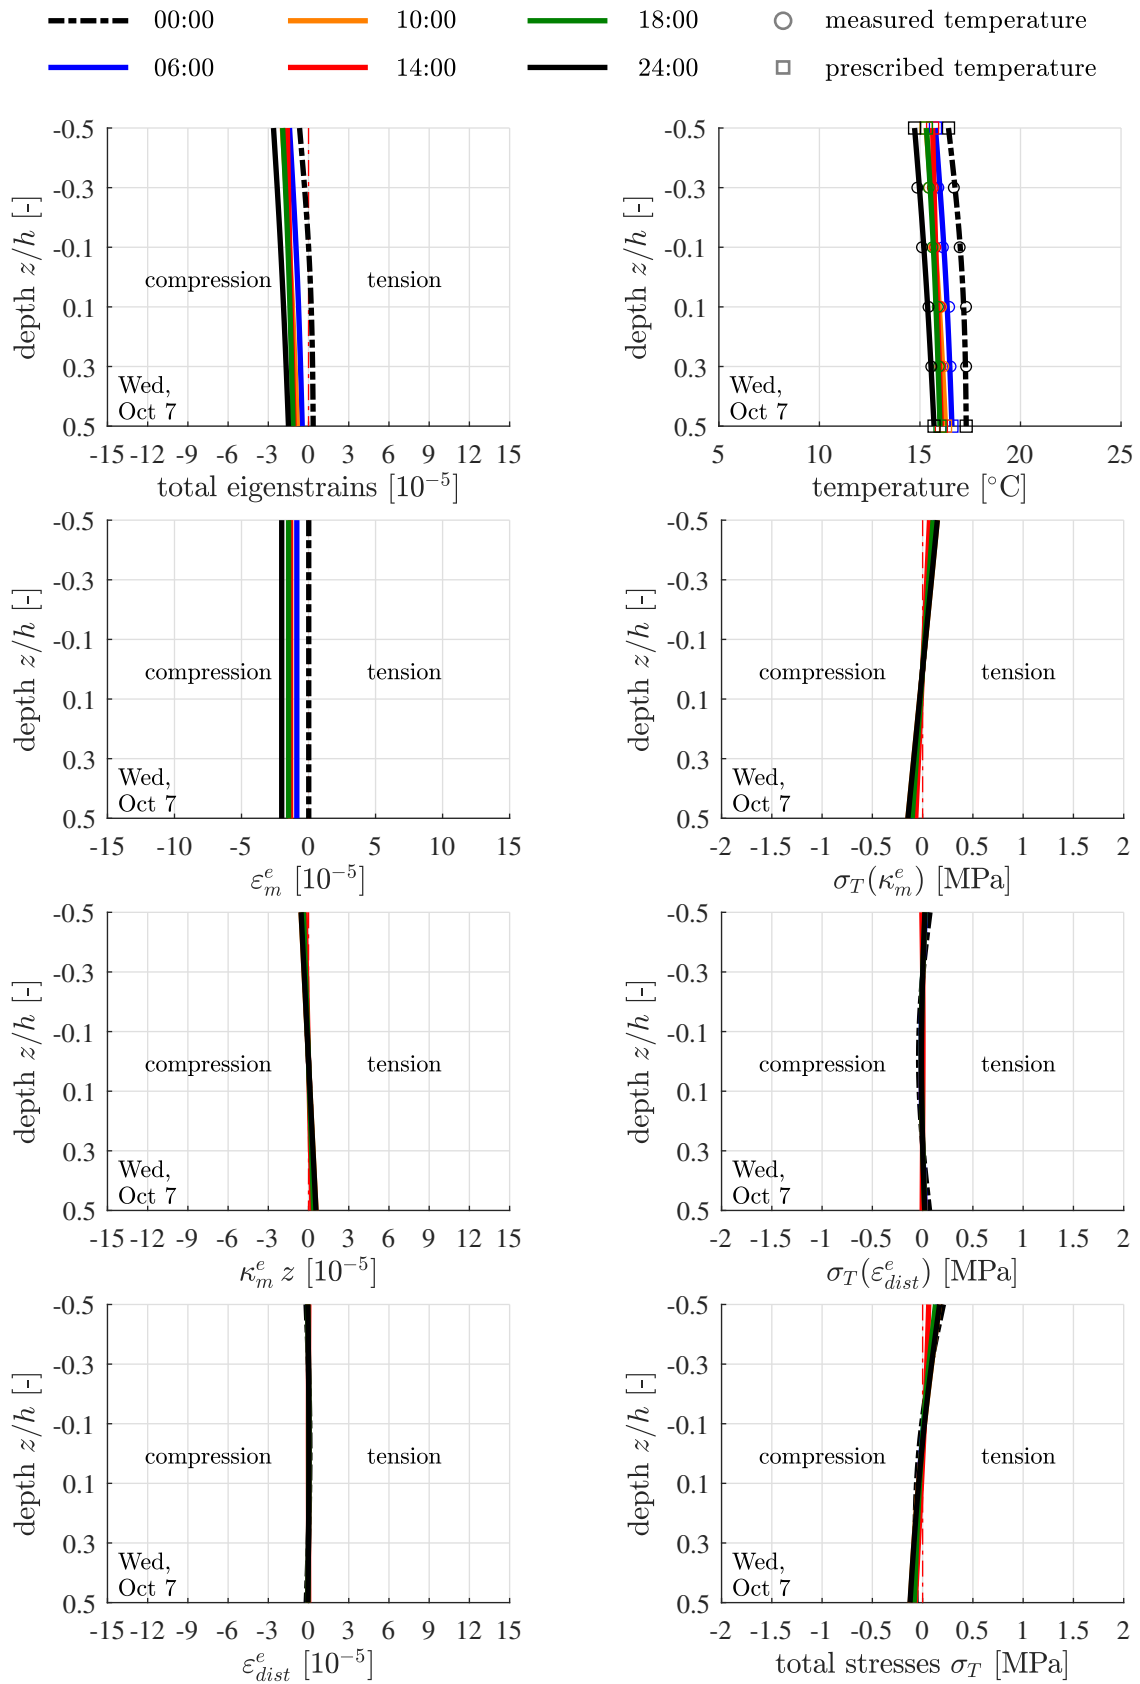 00:00 10:00 18:00 measured temperature
06:00 14:00 24:00 prescribed temperature
-0.5
-0.3
-0.1
0.1
0.3
0.5
depth z/h [-]
compression tension
Wed,
Oct 7
-15 -12 -9 -6 -3 0 3 6 9 12 15
total eigenstrains [10⁻⁵]
-0.5
-0.3
-0.1
0.1
0.3
0.5
depth z/h [-]
Wed,
Oct 7
5 10 15 20 25
temperature [°C]
-0.5
-0.3
-0.1
0.1
0.3
0.5
depth z/h [-]
compression tension
Wed,
Oct 7
-15 -10 -5 0 5 10 15
ε_m^e [10⁻⁵]
-0.5
-0.3
-0.1
0.1
0.3
0.5
depth z/h [-]
compression tension
Wed,
Oct 7
-2 -1.5 -1 -0.5 0 0.5 1 1.5 2
σ_T(κ_m^e) [MPa]
-0.5
-0.3
-0.1
0.1
0.3
0.5
depth z/h [-]
compression tension
Wed,
Oct 7
-15 -12 -9 -6 -3 0 3 6 9 12 15
κ_m^e z [10⁻⁵]
-0.5
-0.3
-0.1
0.1
0.3
0.5
depth z/h [-]
compression tension
Wed,
Oct 7
-2 -1.5 -1 -0.5 0 0.5 1 1.5 2
σ_T(ε_dist^e) [MPa]
-0.5
-0.3
-0.1
0.1
0.3
0.5
depth z/h [-]
compression tension
Wed,
Oct 7
-15 -12 -9 -6 -3 0 3 6 9 12 15
ε_dist^e [10⁻⁵]
-0.5
-0.3
-0.1
0.1
0.3
0.5
depth z/h [-]
compression tension
Wed,
Oct 7
-2 -1.5 -1 -0.5 0 0.5 1 1.5 2
total stresses σ_T [MPa]